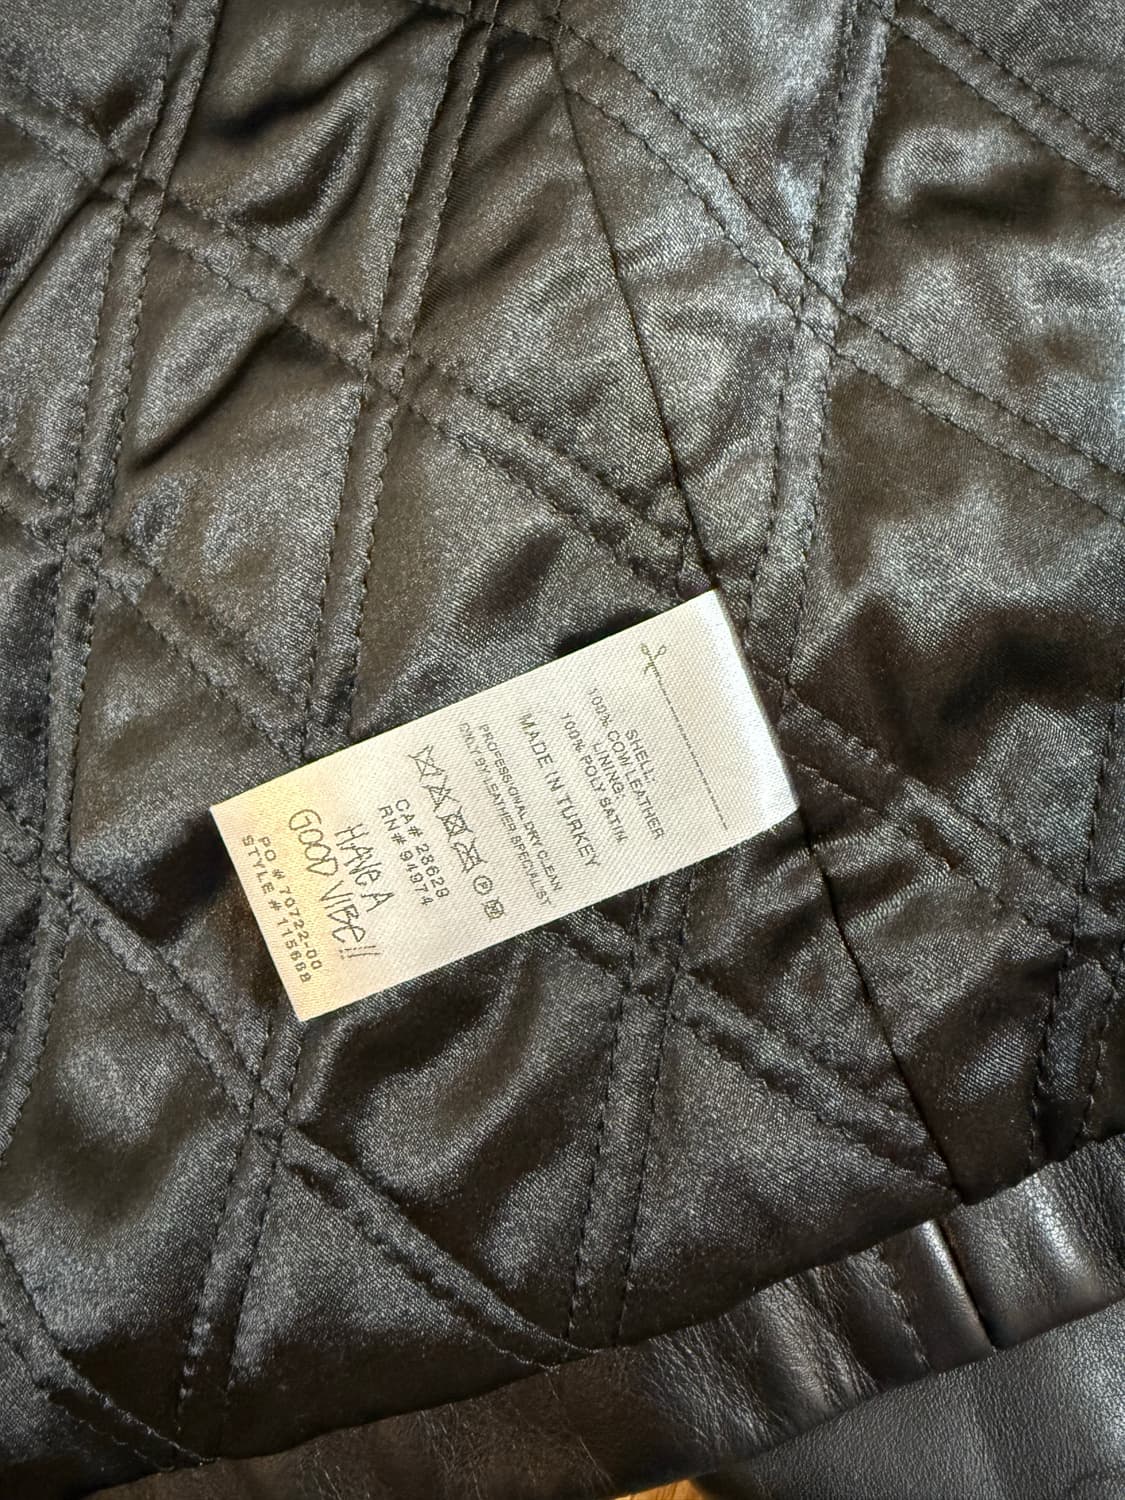 SHELL:
100% COW LEATHER
LINING:
100% POLY SATIN
MADE IN TURKEY
PROFESSIONAL DRY CLEAN
ONLY BY LEATHER SPECIALIST
CA# 28629
RN# 94974
HAVE A
GOOD VIBE!!
PO # 70722-00
STYLE # 115668